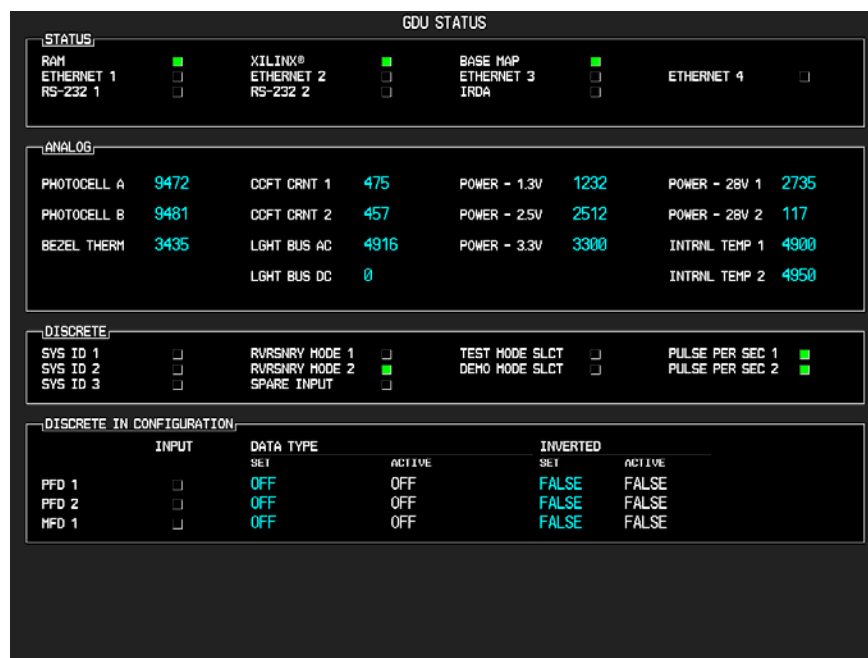 GDU STATUS
STATUS
RAM XILINX® BASE MAP
ETHERNET 1 ETHERNET 2 ETHERNET 3 ETHERNET 4
RS-232 1 RS-232 2 IRDA
ANALOG
PHOTOCELL A 9472 CCFT CRNT 1 475 POWER - 1.3V 1232 POWER - 28V 1 2735
PHOTOCELL B 9481 CCFT CRNT 2 457 POWER - 2.5V 2512 POWER - 28V 2 117
BEZEL THERM 3435 LGHT BUS AC 4916 POWER - 3.3V 3300 INTRNL TEMP 1 4900
LGHT BUS DC 0 INTRNL TEMP 2 4950
DISCRETE
SYS ID 1 RVRSNRY MODE 1 TEST MODE SLCT PULSE PER SEC 1
SYS ID 2 RVRSNRY MODE 2 DEMO MODE SLCT PULSE PER SEC 2
SYS ID 3 SPARE INPUT
DISCRETE IN CONFIGURATION
INPUT DATA TYPE INVERTED
SET ACTIVE SET ACTIVE
PFD 1 OFF OFF FALSE FALSE
PFD 2 OFF OFF FALSE FALSE
MFD 1 OFF OFF FALSE FALSE